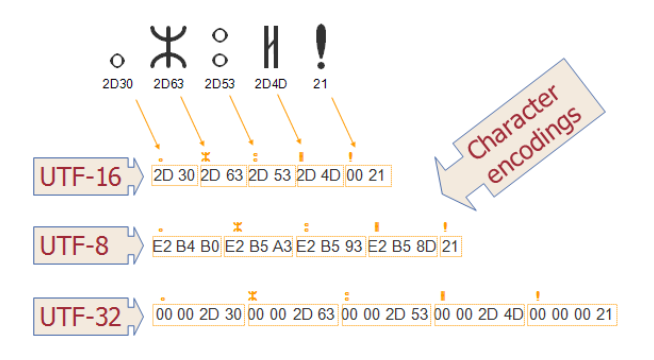 ⴰ ⵣ ⵓ ⵍ !
2D30 2D63 2D53 2D4D 21
Character
encodings
ⴰ ⵣ ⵓ ⵍ !
UTF-16 2D 30 2D 63 2D 53 2D 4D 00 21
ⴰ ⵣ ⵓ ⵍ !
UTF-8 E2 B4 B0 E2 B5 A3 E2 B5 93 E2 B5 8D 21
ⴰ ⵣ ⵓ ⵍ !
UTF-32 00 00 2D 30 00 00 2D 63 00 00 2D 53 00 00 2D 4D 00 00 00 21